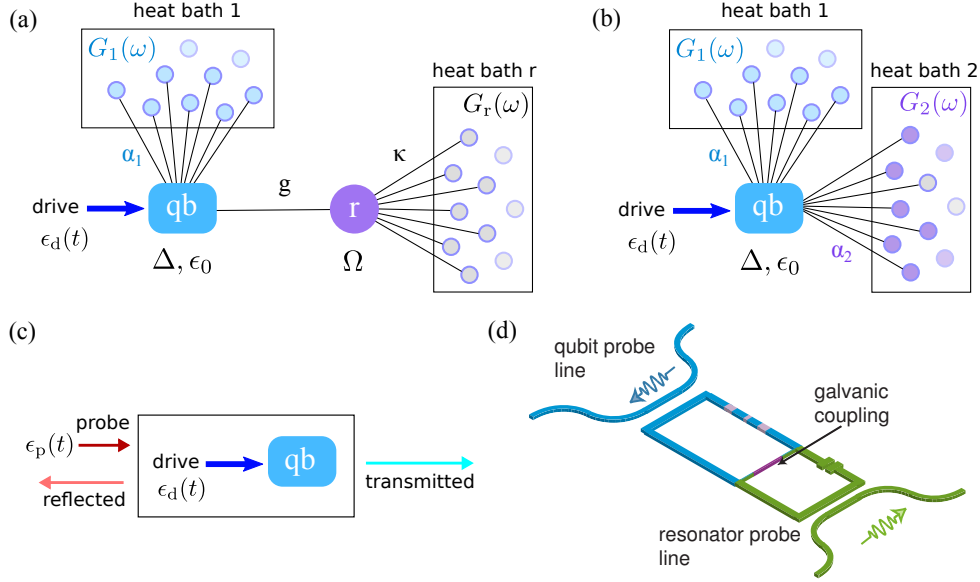 (a)
heat bath 1
G₁(ω)
heat bath r
Gᵣ(ω)
α₁
κ
g
drive
ϵd(t)
qb
r
Δ, ϵ₀
Ω
(b)
heat bath 1
G₁(ω)
heat bath 2
G₂(ω)
α₁
drive
ϵd(t)
qb
α₂
Δ, ϵ₀
(c)
probe
ϵp(t)
reflected
drive
ϵd(t)
qb
transmitted
(d)
qubit probe
line
galvanic
coupling
resonator probe
line